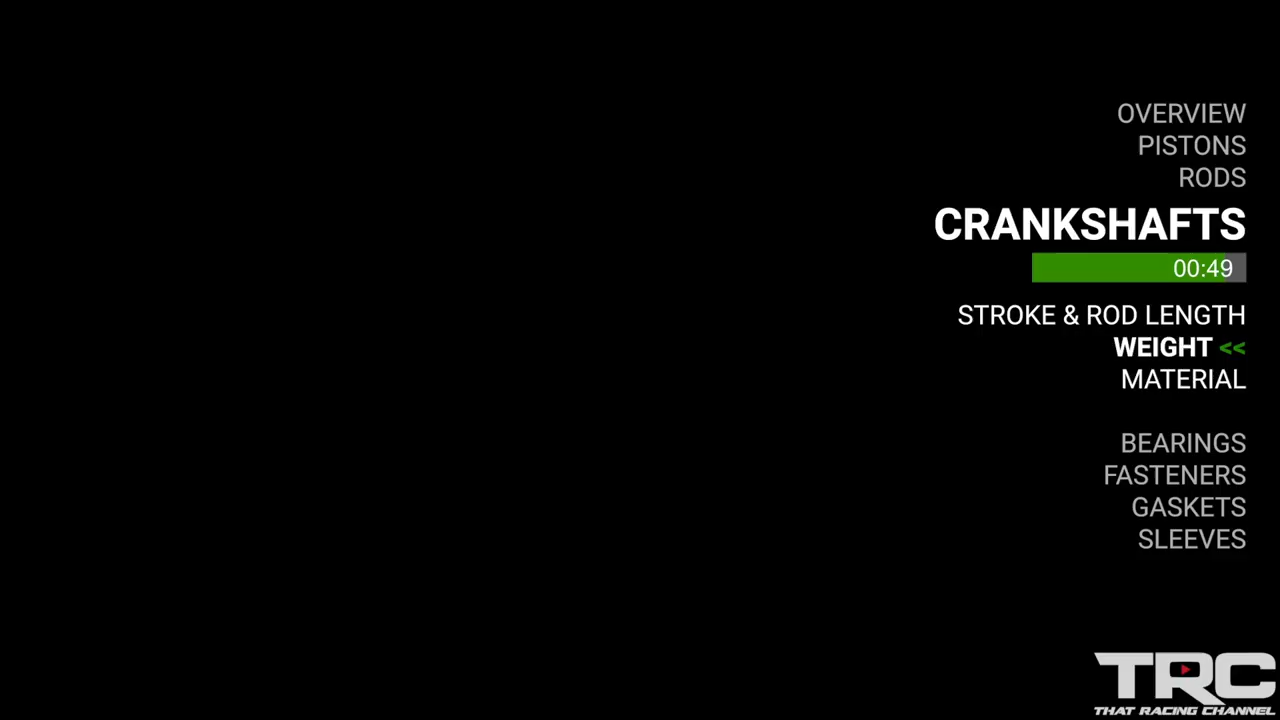 OVERVIEW
PISTONS
RODS
CRANKSHAFTS
00:49
STROKE & ROD LENGTH
WEIGHT <<
MATERIAL
BEARINGS
FASTENERS
GASKETS
SLEEVES
TRC
THAT RACING CHANNEL